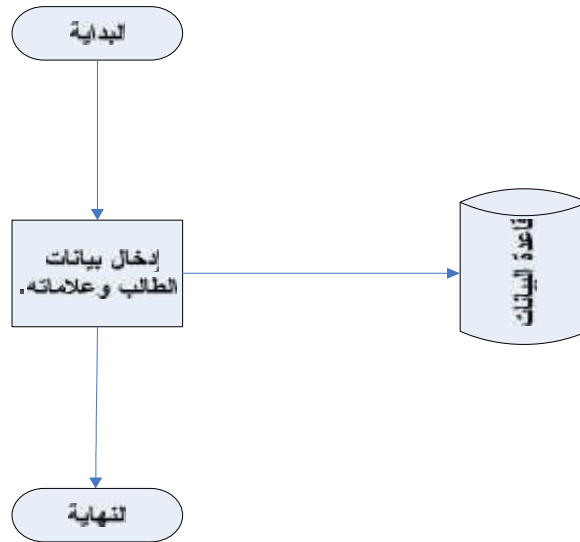 البداية
إدخال بيانات
الطالب وعلاماته.
قاعدة البيانات
النهاية